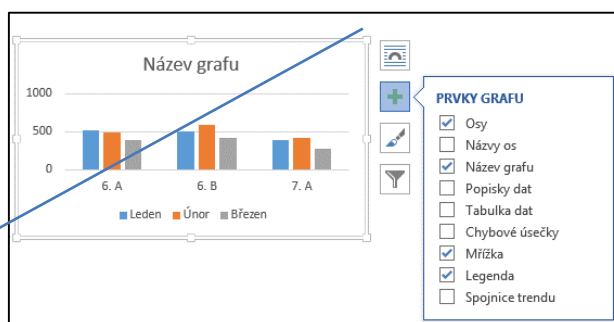 Název grafu
1000
500
0
6. A 6. B 7. A
Leden Únor Březen
PRVKY GRAFU
Osy
Názvy os
Název grafu
Popisky dat
Tabulka dat
Chybové úsečky
Mřížka
Legenda
Spojnice trendu